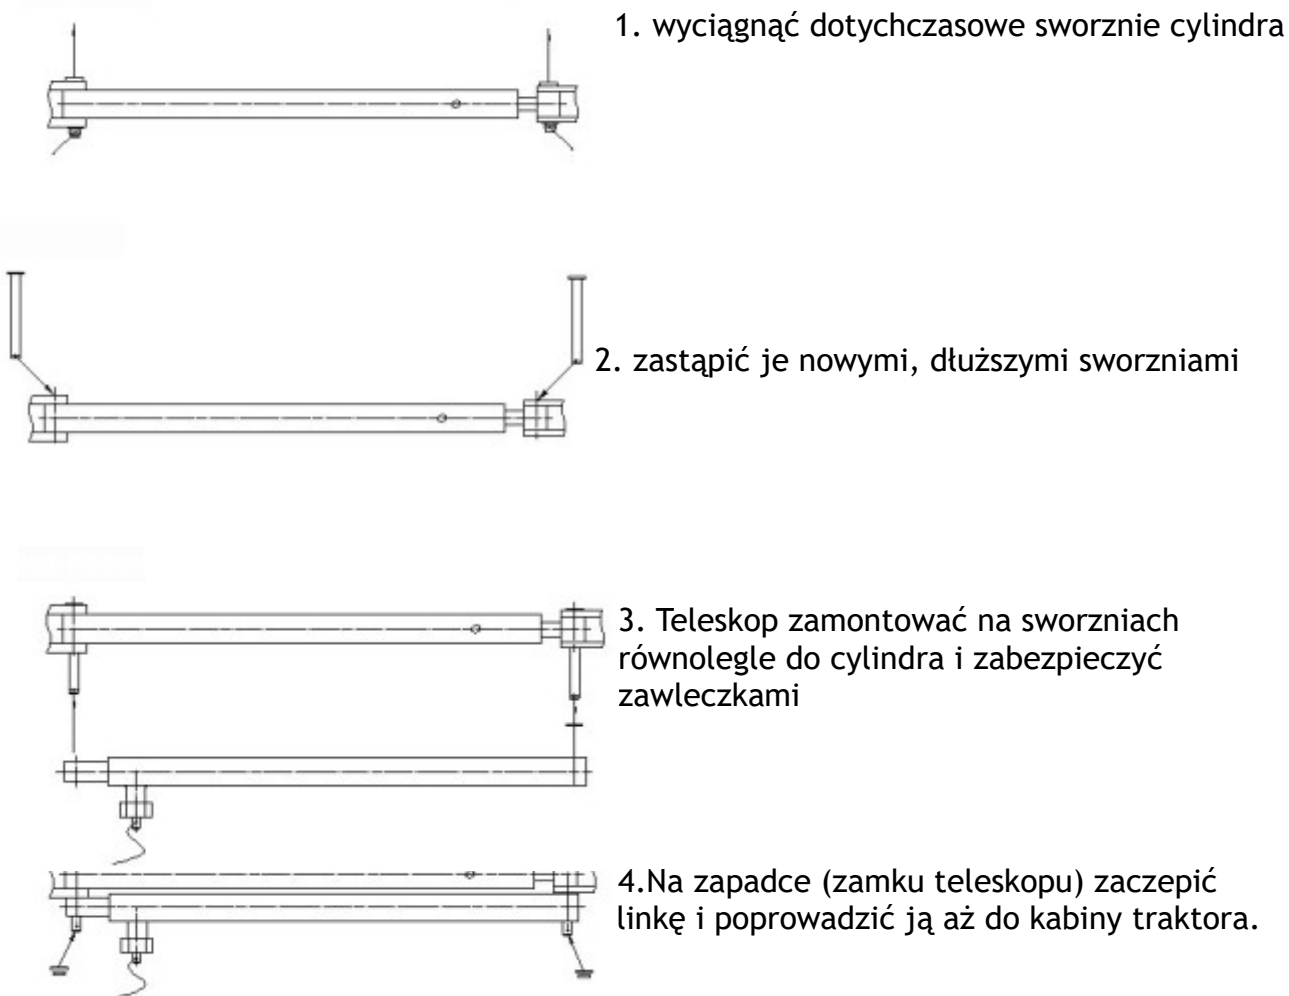 1. wyciągnąć dotychczasowe sworznie cylindra
2. zastąpić je nowymi, dłuższymi sworzniami
3. Teleskop zamontować na sworzniach
równolegle do cylindra i zabezpieczyć
zawleczkami
4.Na zapadce (zamku teleskopu) zaczepić
linkę i poprowadzić ją aż do kabiny traktora.